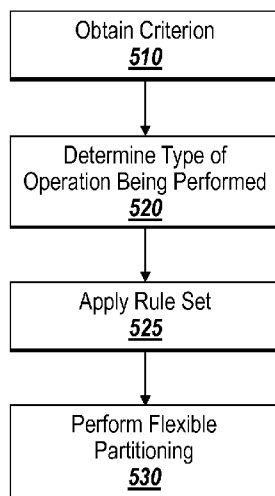 Obtain Criterion
510
Determine Type of
Operation Being Performed
520
Apply Rule Set
525
Perform Flexible
Partitioning
530